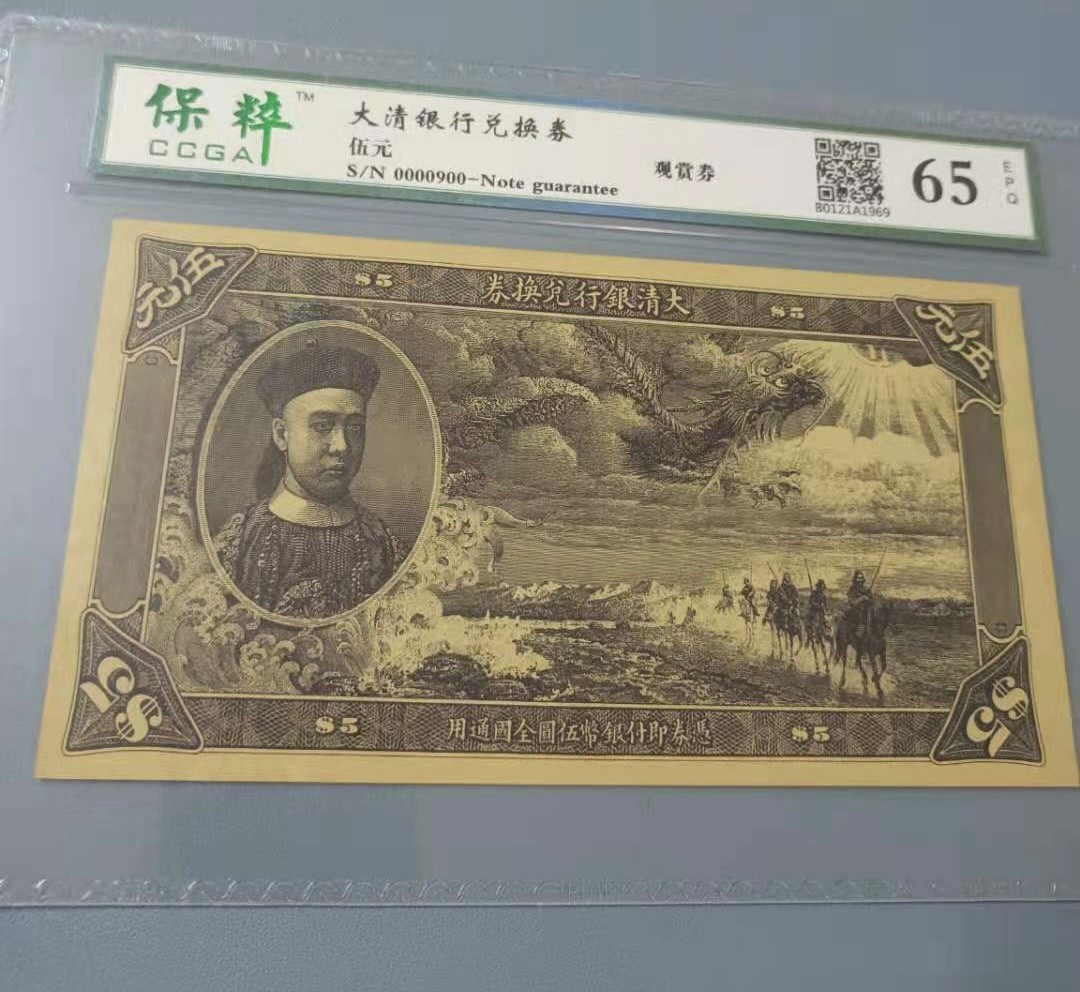 保粹™
CCGA
大清银行兑换券
伍元
S/N 0000900-Note guarantee
观赏券
B0121A1969
65
EPQ
伍元
$5
券換兌行銀清大
$5
伍元
$5
$5
用通國全圓伍幣銀付即券憑
$5
$5